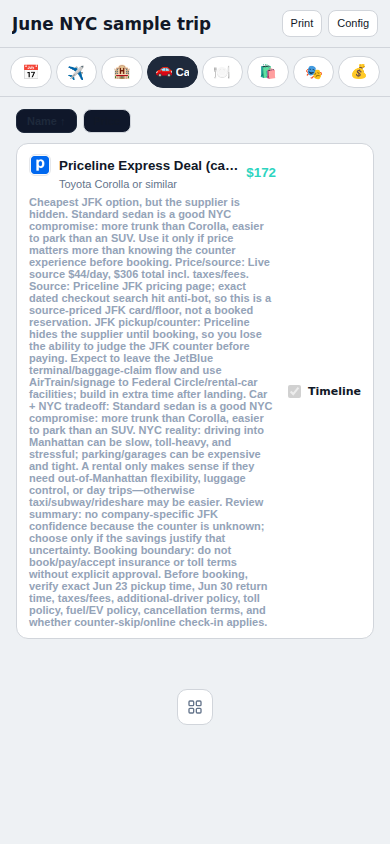 June NYC sample trip
Print
Config
Ca
Name
Priceline Express Deal (ca...
$172
Toyota Corolla or similar
Cheapest JFK option, but the supplier is
hidden. Standard sedan is a good NYC
compromise: more trunk than Corolla, easier
to park than an SUV. Use it only if price
matters more than knowing the counter
experience before booking. Price/source: Live
source $44/day, $306 total incl. taxes/fees.
Source: Priceline JFK pricing page; exact
dated checkout search hit anti-bot, so this is a
source-priced JFK card/floor, not a booked
reservation. JFK pickup/counter: Priceline
hides the supplier until booking, so you lose
the ability to judge the JFK counter before
paying. Expect to leave the JetBlue
terminal/baggage-claim flow and use
AirTrain/signage to Federal Circle/rental-car
facilities; build in extra time after landing. Car
+ NYC tradeoff: Standard sedan is a good NYC
compromise: more trunk than Corolla, easier
to park than an SUV. NYC reality: driving into
Manhattan can be slow, toll-heavy, and
stressful; parking/garages can be expensive
and tight. A rental only makes sense if they
need out-of-Manhattan flexibility, luggage
control, or day trips—otherwise
taxi/subway/rideshare may be easier. Review
summary: no company-specific JFK
confidence because the counter is unknown;
choose only if the savings justify that
uncertainty. Booking boundary: do not
book/pay/accept insurance or toll terms
without explicit approval. Before booking,
verify exact Jun 23 pickup time, Jun 30 return
time, taxes/fees, additional-driver policy, toll
policy, fuel/EV policy, cancellation terms, and
whether counter-skip/online check-in applies.
Timeline